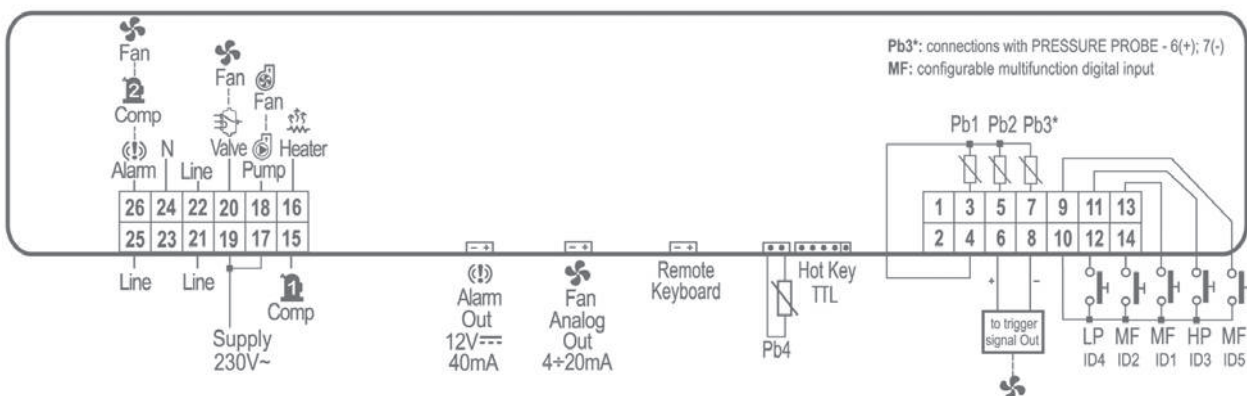 Pb3*: connections with PRESSURE PROBE - 6(+); 7(-)
MF: configurable multifunction digital input
Fan
2
Comp
Alarm
N
Line
Fan
Valve
Fan
Pump
Heater
26 24 22 20 18 16
25 23 21 19 17 15
Line
Line
Supply
230V~
1
Comp
- +
Alarm
Out
12V
40mA
- +
Fan
Analog
Out
4÷20mA
- +
Remote
Keyboard
Pb4
Hot Key
TTL
Pb1 Pb2 Pb3*
1 3 5 7 9 11 13
2 4 6 8 10 12 14
+ -
to trigger
signal Out
LP MF MF HP MF
ID4 ID2 ID1 ID3 ID5